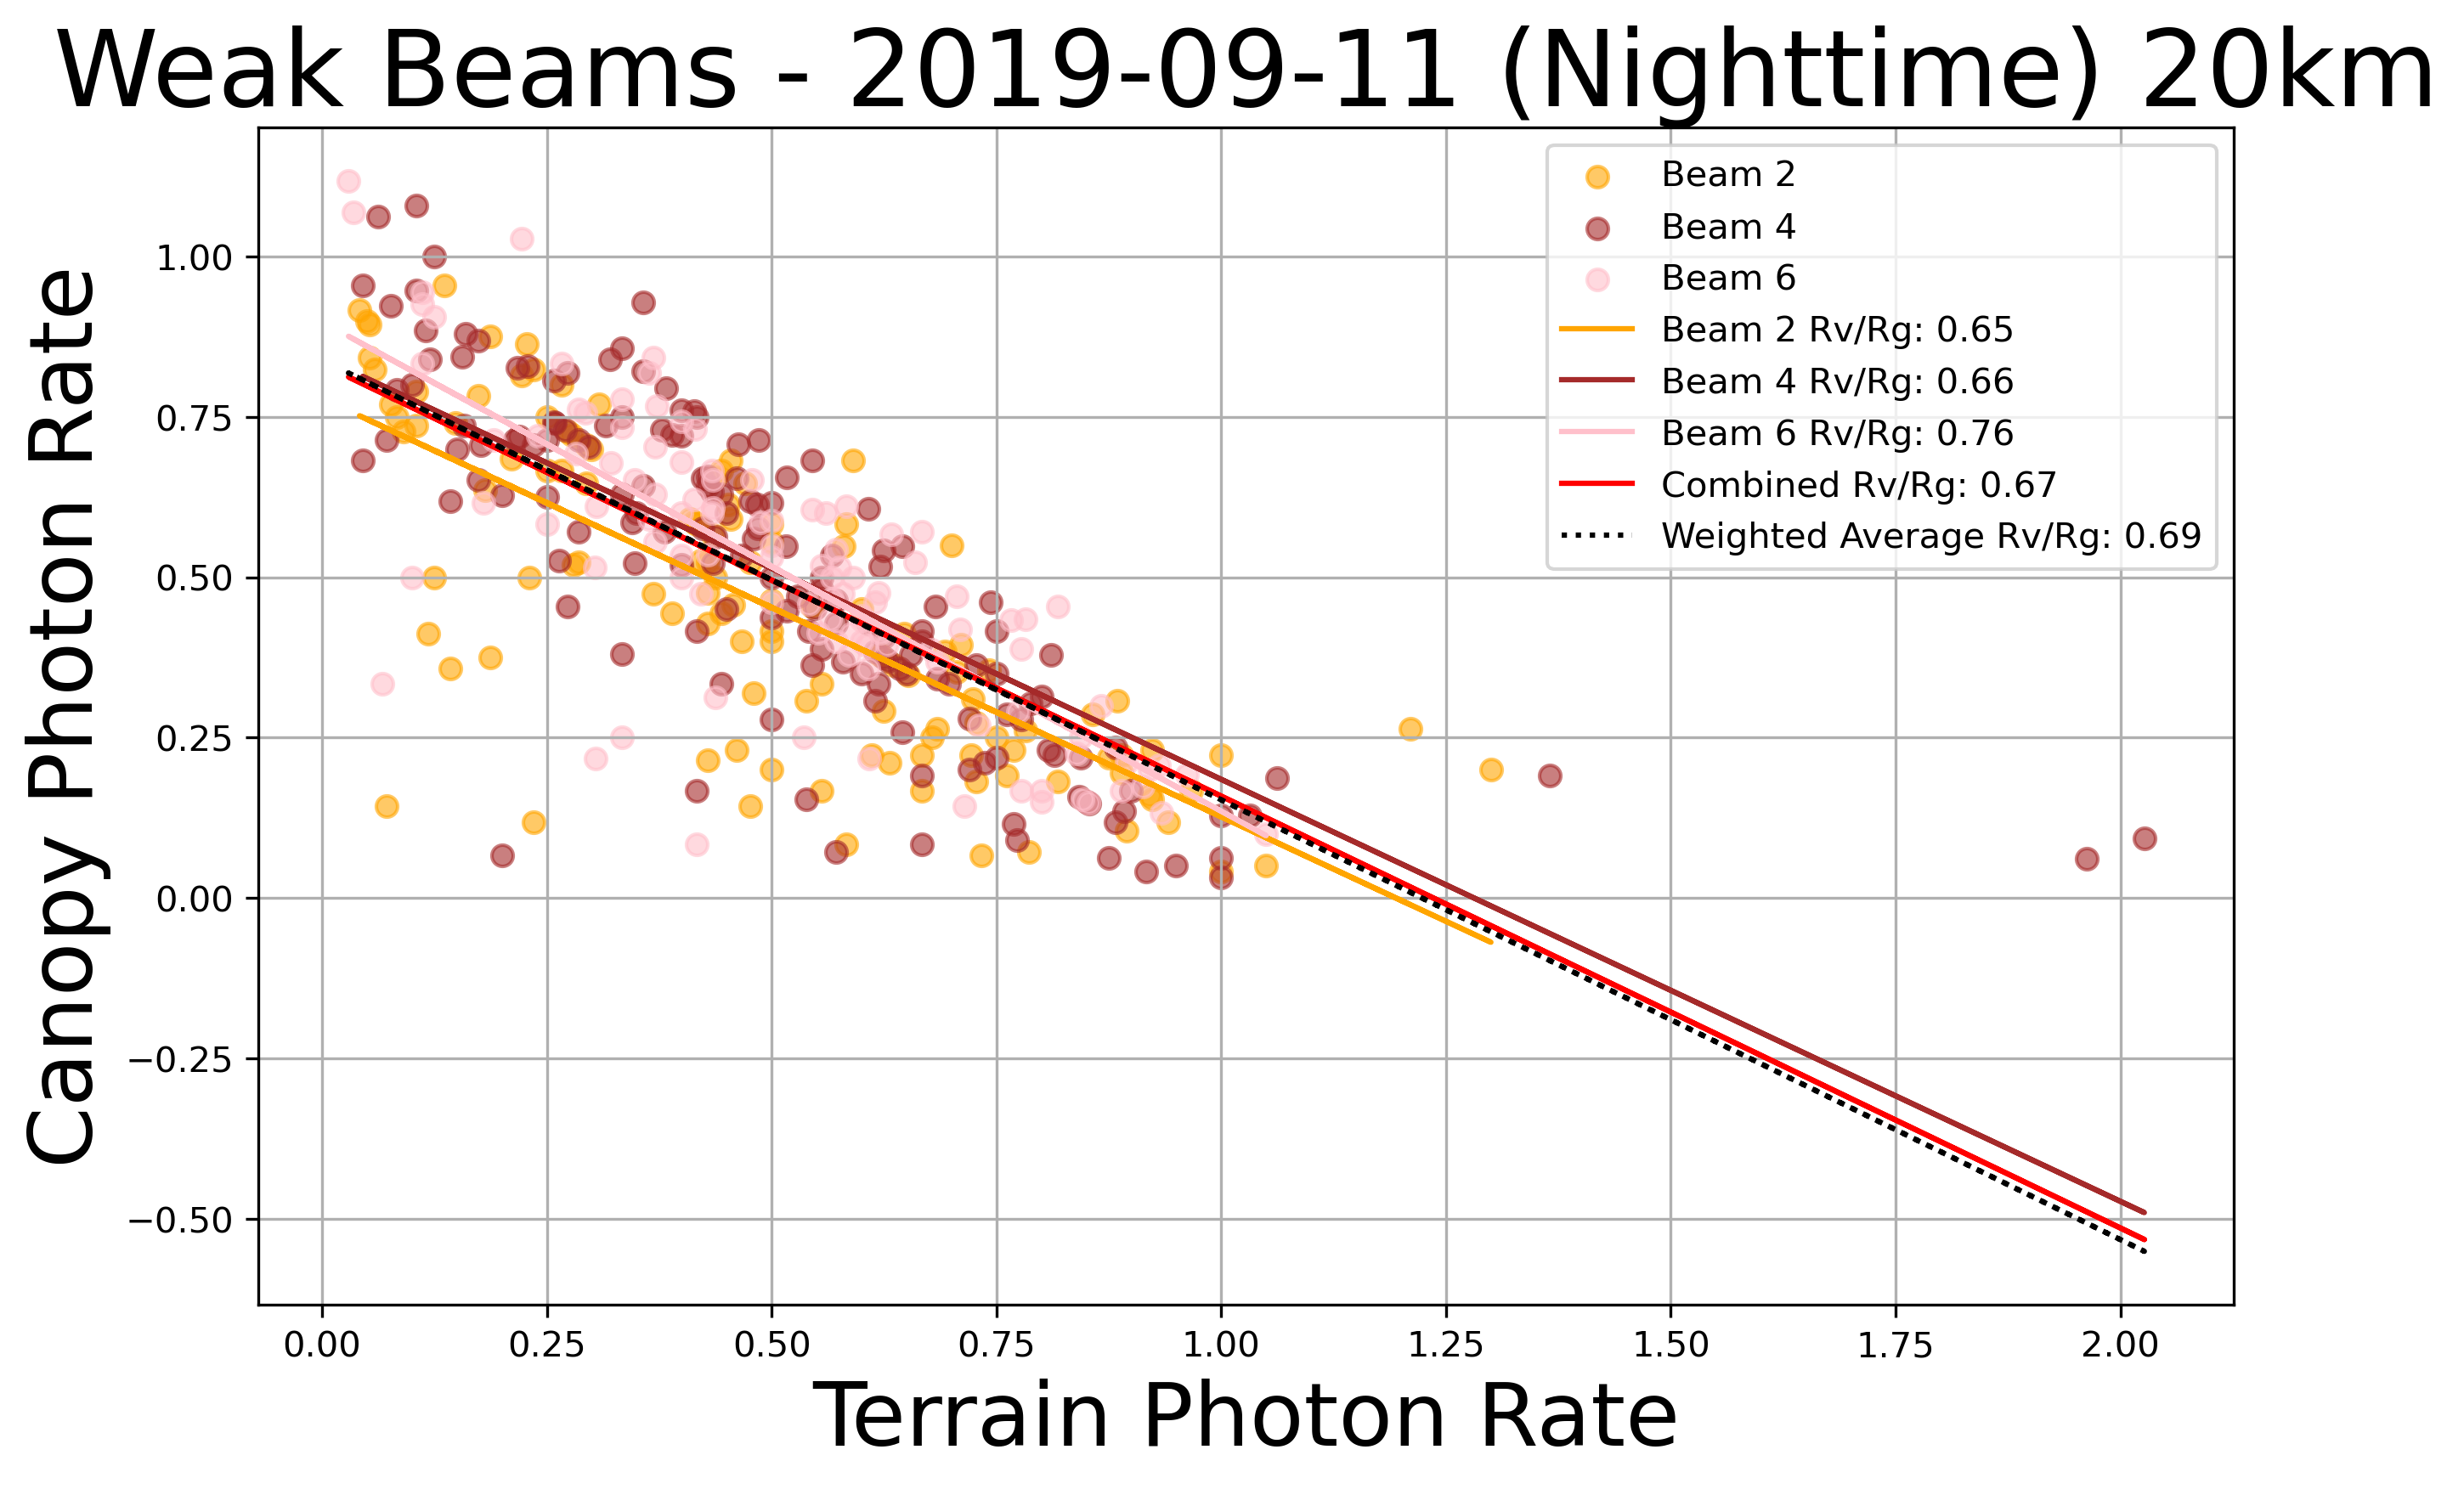 Weak Beams - 2019-09-11 (Nighttime) 20km
Canopy Photon Rate
1.00
0.75
0.50
0.25
0.00
−0.25
−0.50
Beam 2
Beam 4
Beam 6
Beam 2 Rv/Rg: 0.65
Beam 4 Rv/Rg: 0.66
Beam 6 Rv/Rg: 0.76
Combined Rv/Rg: 0.67
Weighted Average Rv/Rg: 0.69
0.00 0.25 0.50 0.75 1.00 1.25 1.50 1.75 2.00
Terrain Photon Rate